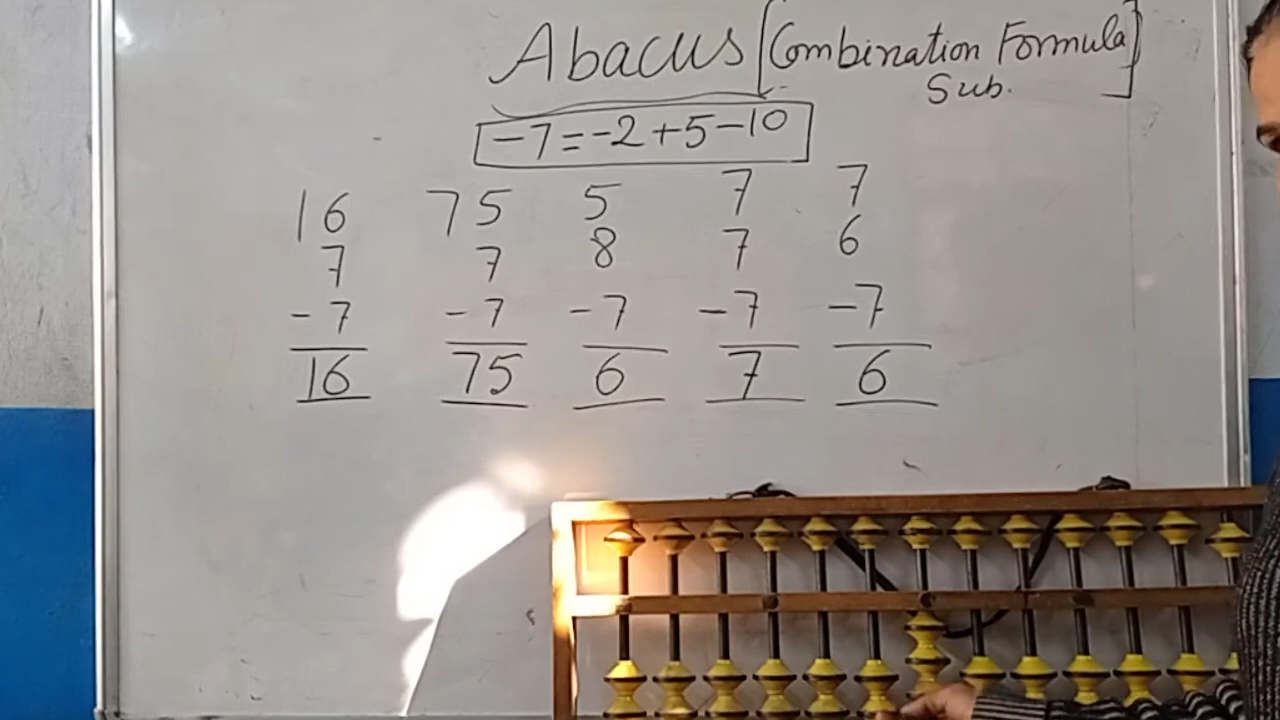 Abacus [Combination Formula]
Sub.
-7=-2+5-10
16 75 5 7 7
7 7 8 7 6
-7 -7 -7 -7 -7
16 75 6 7 6